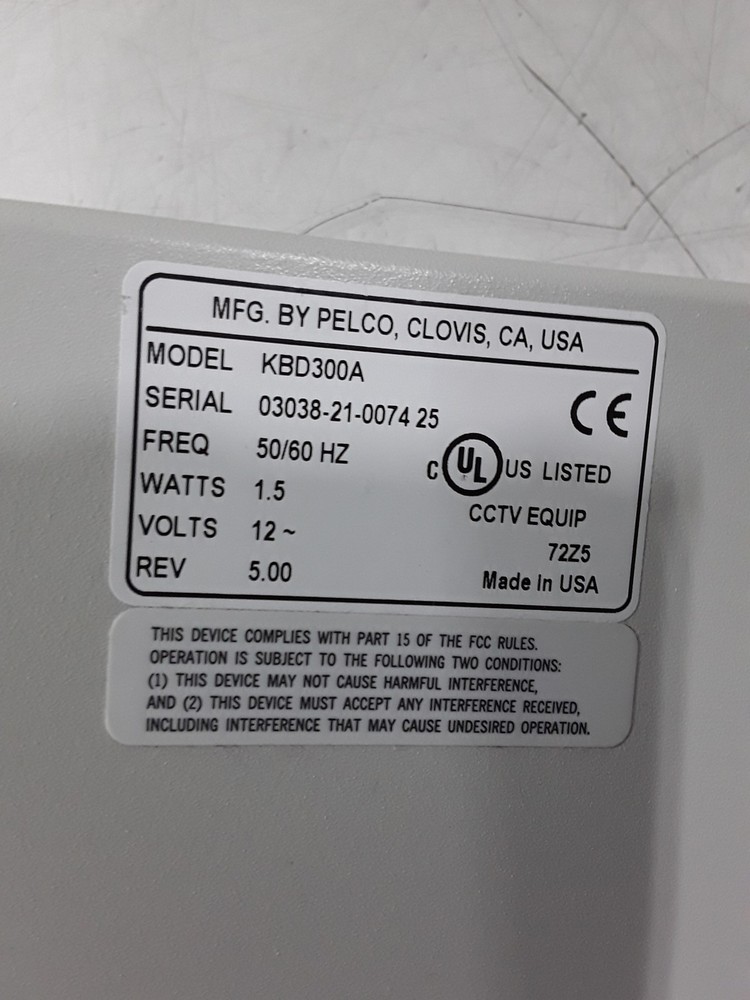 MFG. BY PELCO, CLOVIS, CA, USA
MODEL KBD300A
SERIAL 03038-21-0074 25
CE
FREQ 50/60 HZ
C UL US LISTED
WATTS 1.5
CCTV EQUIP
VOLTS 12 ~
72Z5
REV 5.00
Made in USA
THIS DEVICE COMPLIES WITH PART 15 OF THE FCC RULES.
OPERATION IS SUBJECT TO THE FOLLOWING TWO CONDITIONS:
(1) THIS DEVICE MAY NOT CAUSE HARMFUL INTERFERENCE,
AND (2) THIS DEVICE MUST ACCEPT ANY INTERFERENCE RECEIVED,
INCLUDING INTERFERENCE THAT MAY CAUSE UNDESIRED OPERATION.